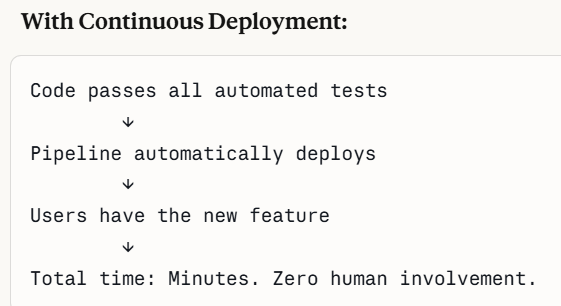 With Continuous Deployment:
Code passes all automated tests
↓
Pipeline automatically deploys
↓
Users have the new feature
↓
Total time: Minutes. Zero human involvement.